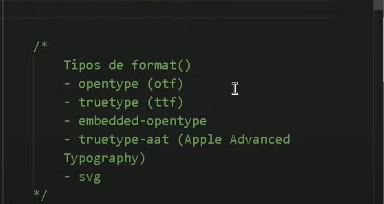 /*
Tipos de format()
- opentype (otf)
- truetype (ttf)
- embedded-opentype
- truetype-aat (Apple Advanced
Typography)
- svg
*/